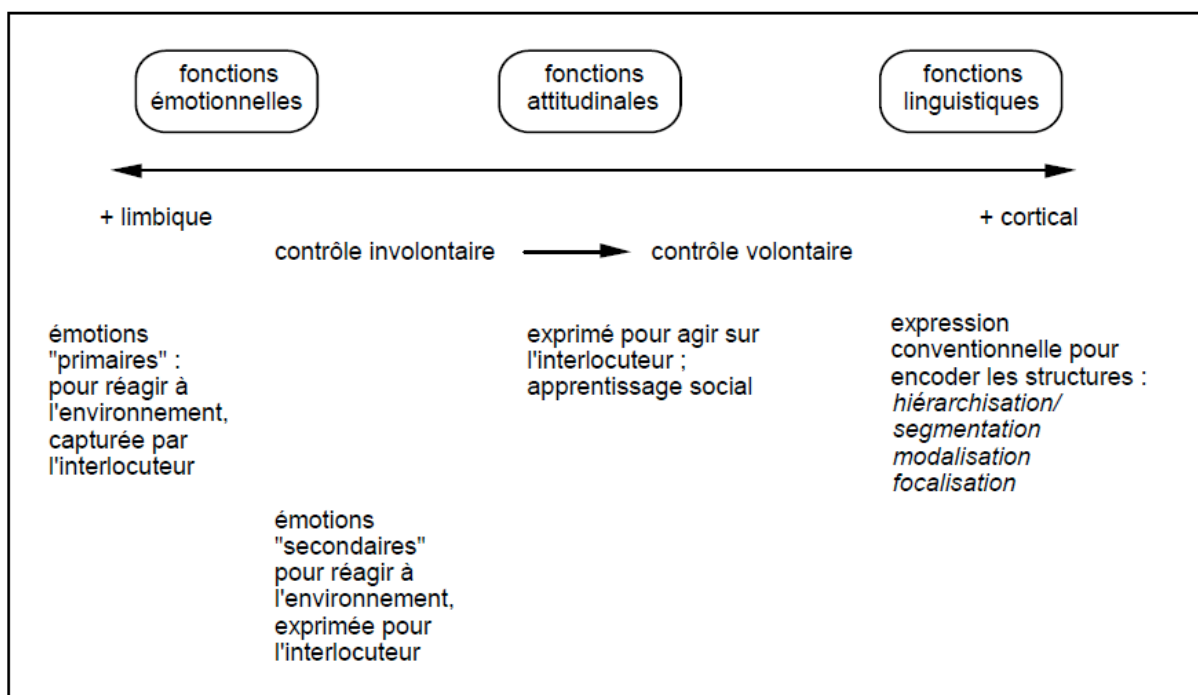 fonctions
émotionnelles
fonctions
attitudinales
fonctions
linguistiques
+ limbique
+ cortical
contrôle involontaire
contrôle volontaire
émotions
"primaires" :
pour réagir à
l'environnement,
capturée par
l'interlocuteur
émotions
"secondaires"
pour réagir à
l'environnement,
exprimée pour
l'interlocuteur
exprimé pour agir sur
l'interlocuteur ;
apprentissage social
expression
conventionnelle pour
encoder les structures :
hiérarchisation/
segmentation
modalisation
focalisation